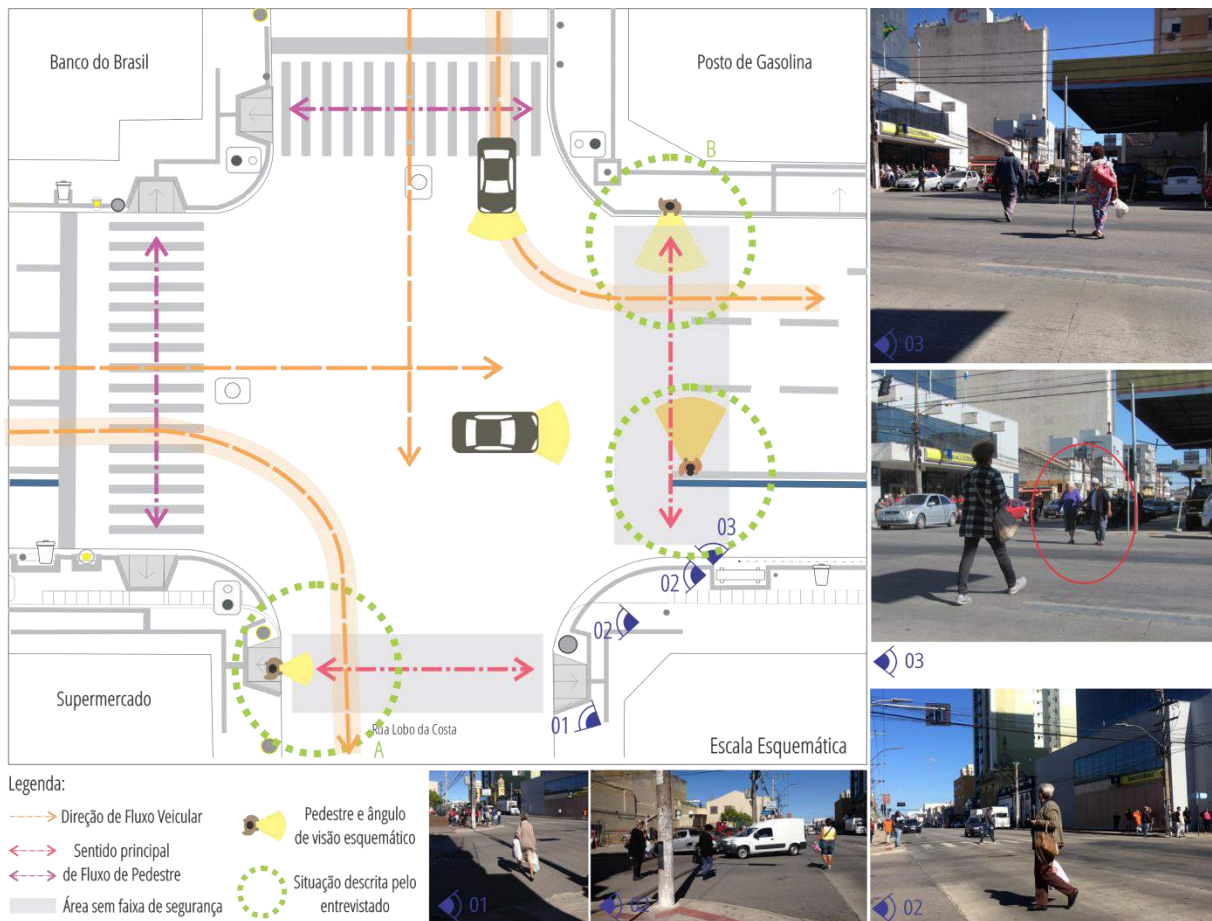 Banco do Brasil
Posto de Gasolina
B
03
03
02
03
02
Supermercado
01
Rua Lobo da Costa
A
Escala Esquemática
Legenda:
Direção de Fluxo Veicular
Sentido principal
de Fluxo de Pedestre
Área sem faixa de segurança
Pedestre e ângulo
de visão esquemático
Situação descrita pelo
entrevistado
01
02
02